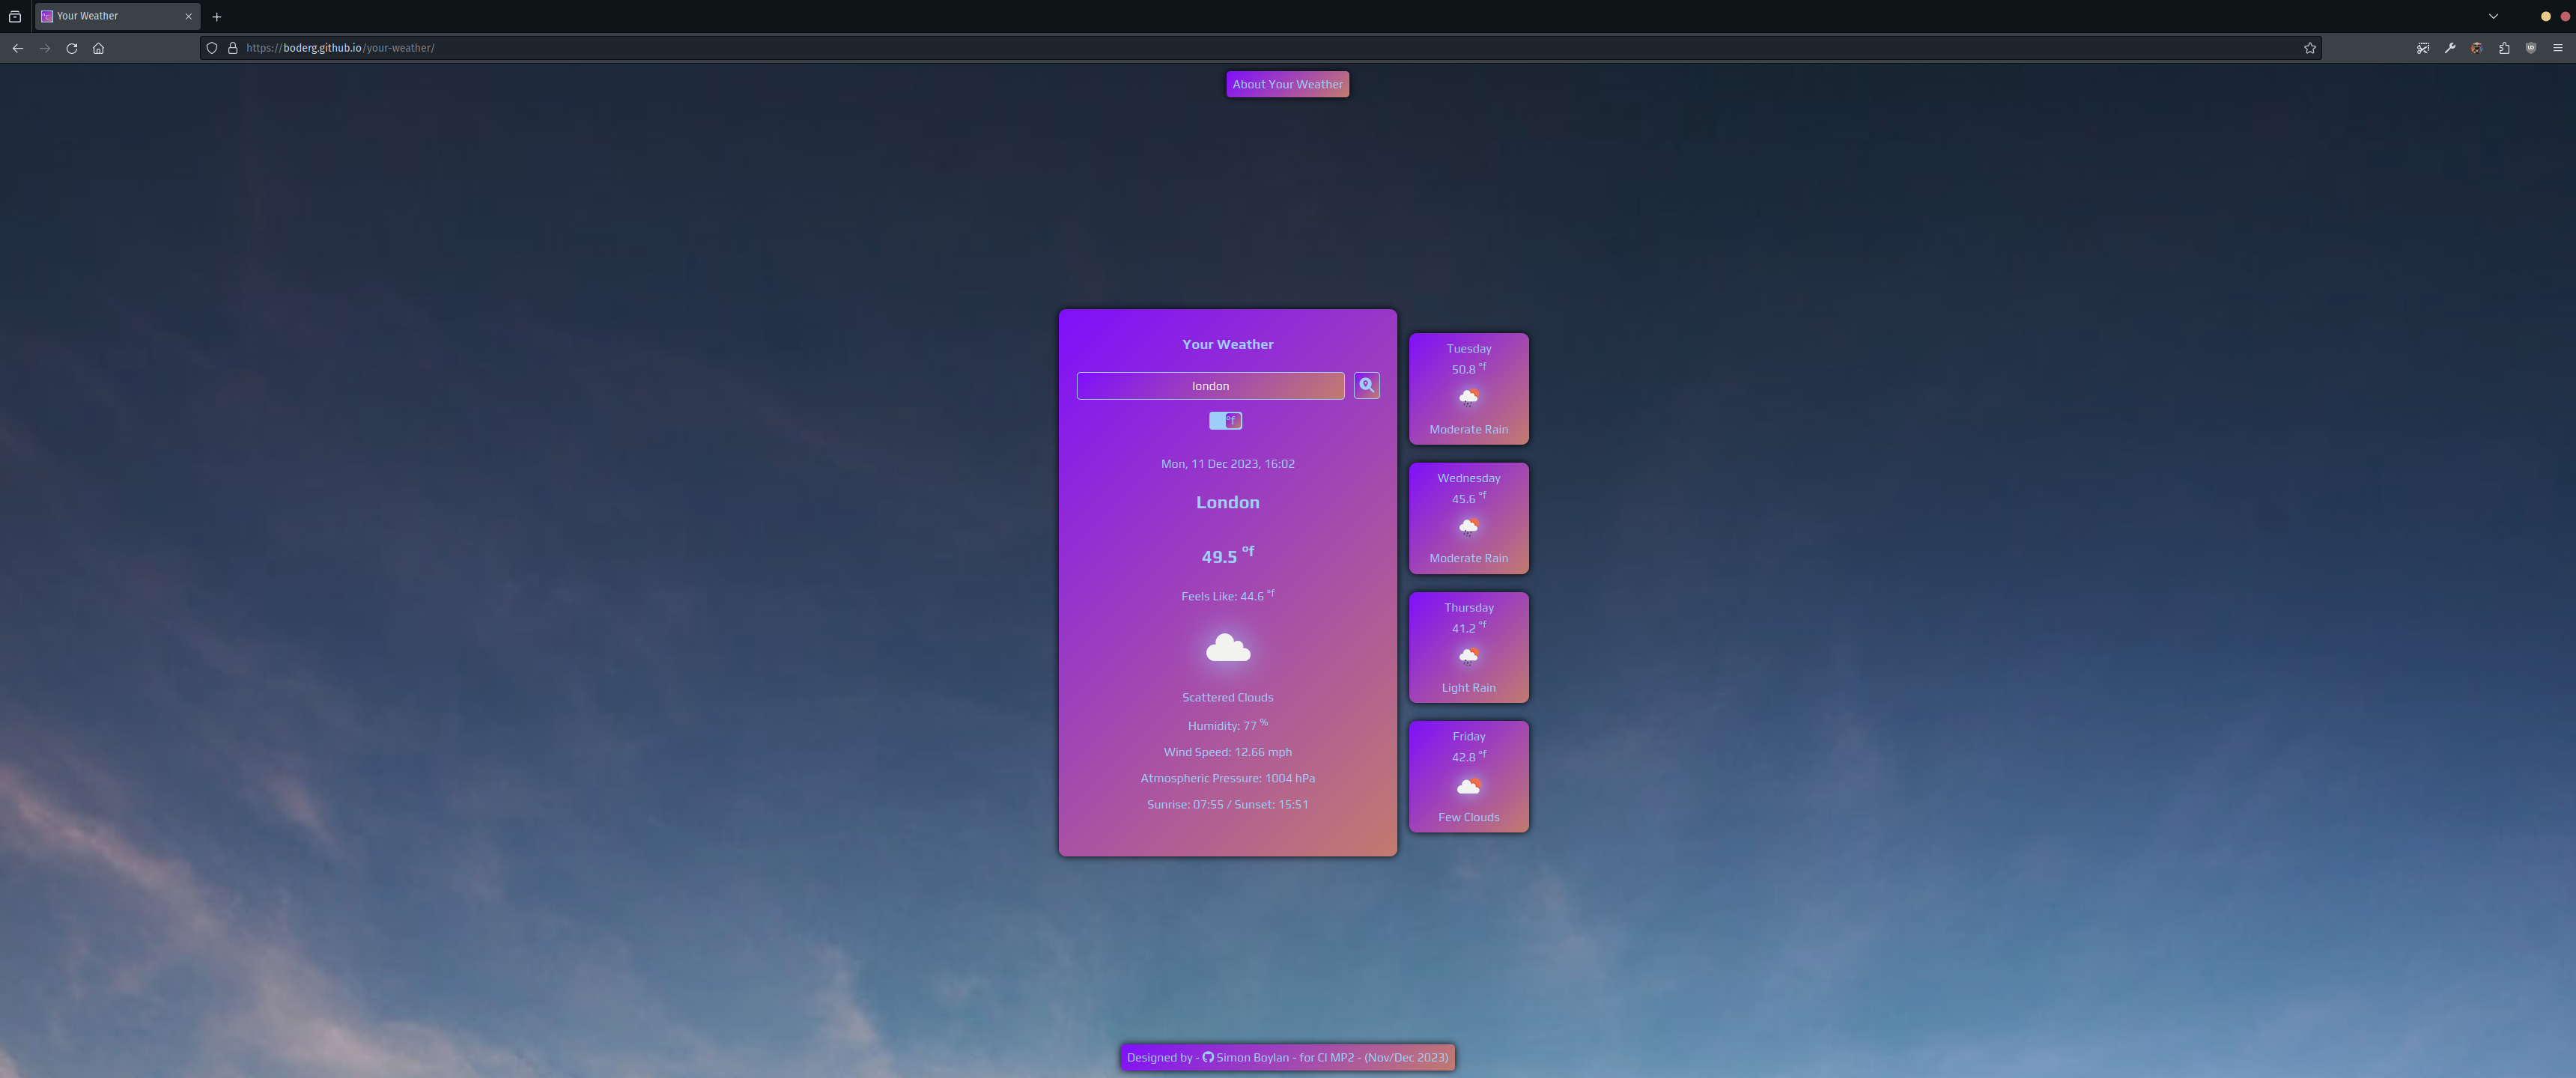 Your Weather
https://boderg.github.io/your-weather/
About Your Weather
Your Weather
london
°f
Mon, 11 Dec 2023, 16:02
London
49.5 °f
Feels Like: 44.6 °f
Scattered Clouds
Humidity: 77 %
Wind Speed: 12.66 mph
Atmospheric Pressure: 1004 hPa
Sunrise: 07:55 / Sunset: 15:51
Tuesday
50.8 °f
Moderate Rain
Wednesday
45.6 °f
Moderate Rain
Thursday
41.2 °f
Light Rain
Friday
42.8 °f
Few Clouds
Designed by - Simon Boylan - for CI MP2 - (Nov/Dec 2023)